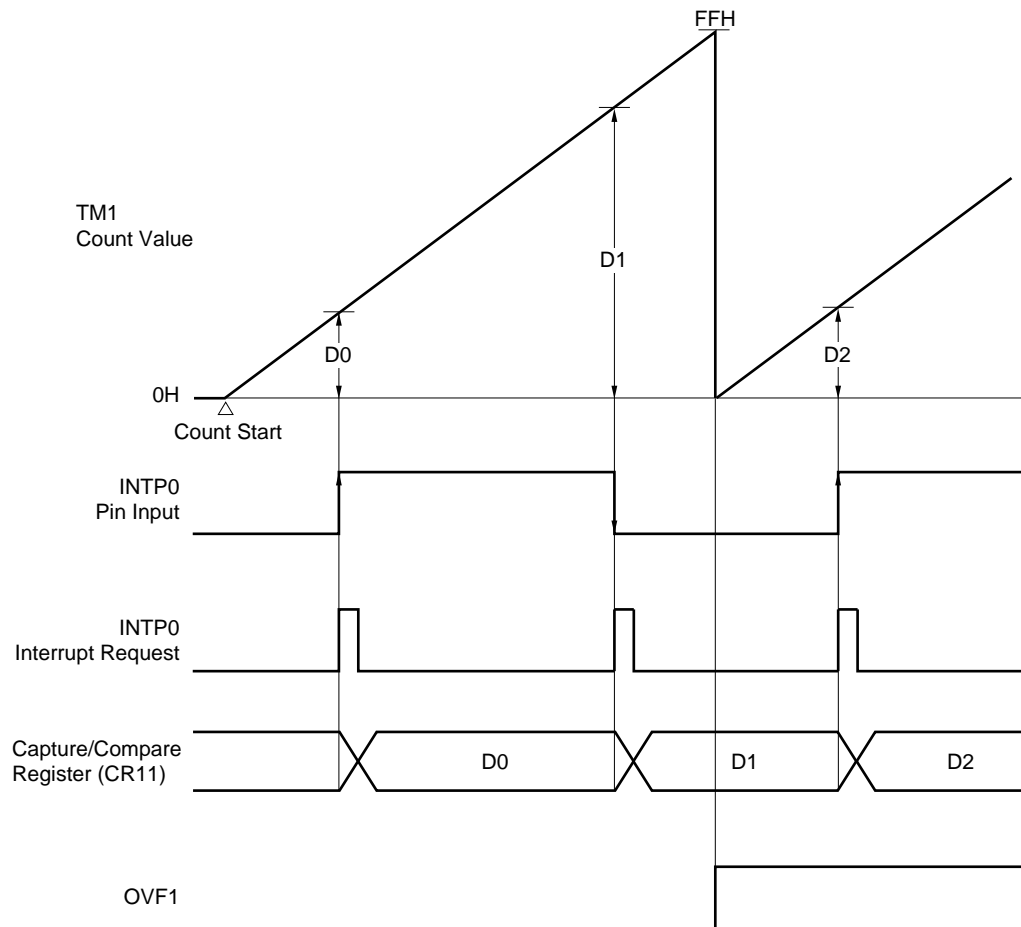 FFH
TM1
Count Value
D1
D0
D2
0H
Count Start
INTP0
Pin Input
INTP0
Interrupt Request
Capture/Compare
Register (CR11)
D0
D1
D2
OVF1